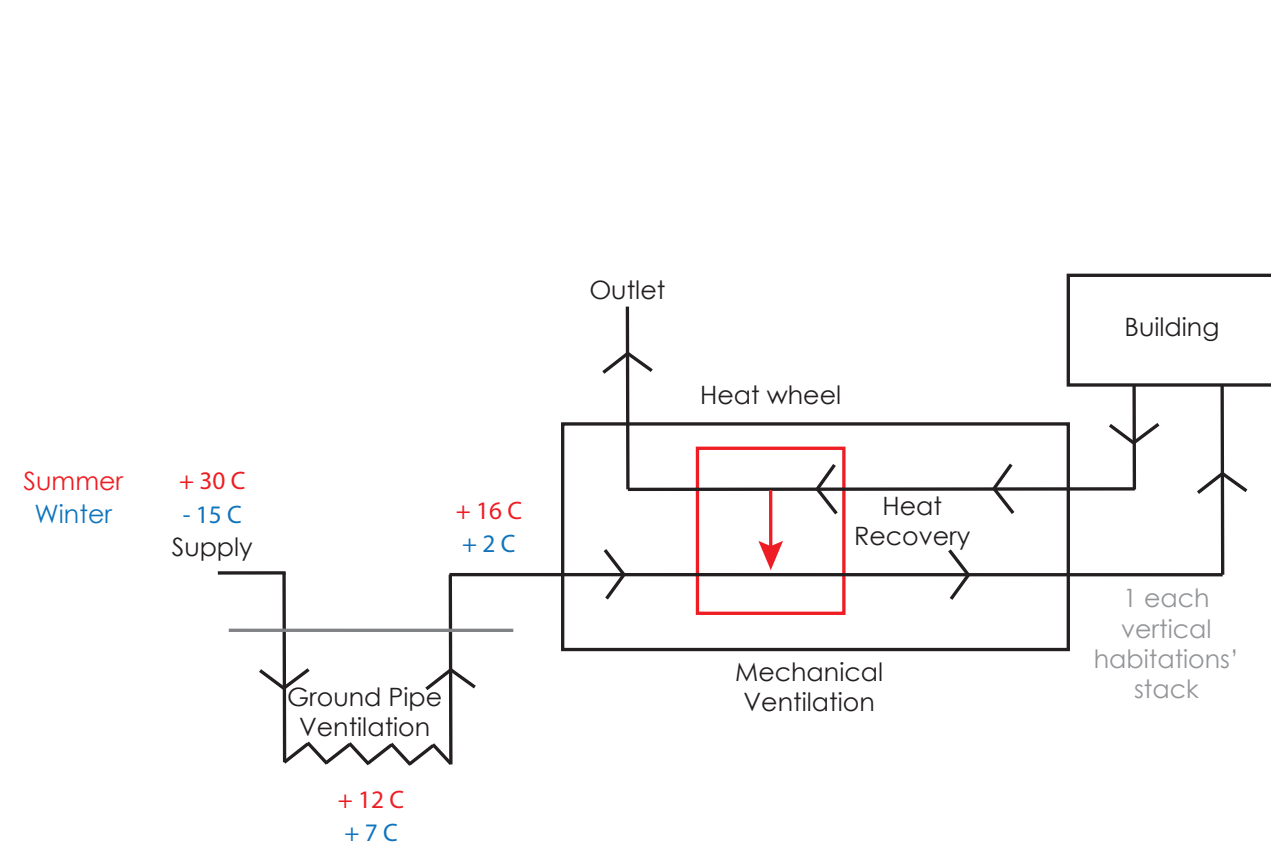 Outlet
Building
Heat wheel
Summer
+ 30 C
Winter
- 15 C
Supply
+ 16 C
+ 2 C
Heat
Recovery
1 each
vertical
habitations’
stack
Mechanical
Ventilation
Ground Pipe
Ventilation
+ 12 C
+ 7 C